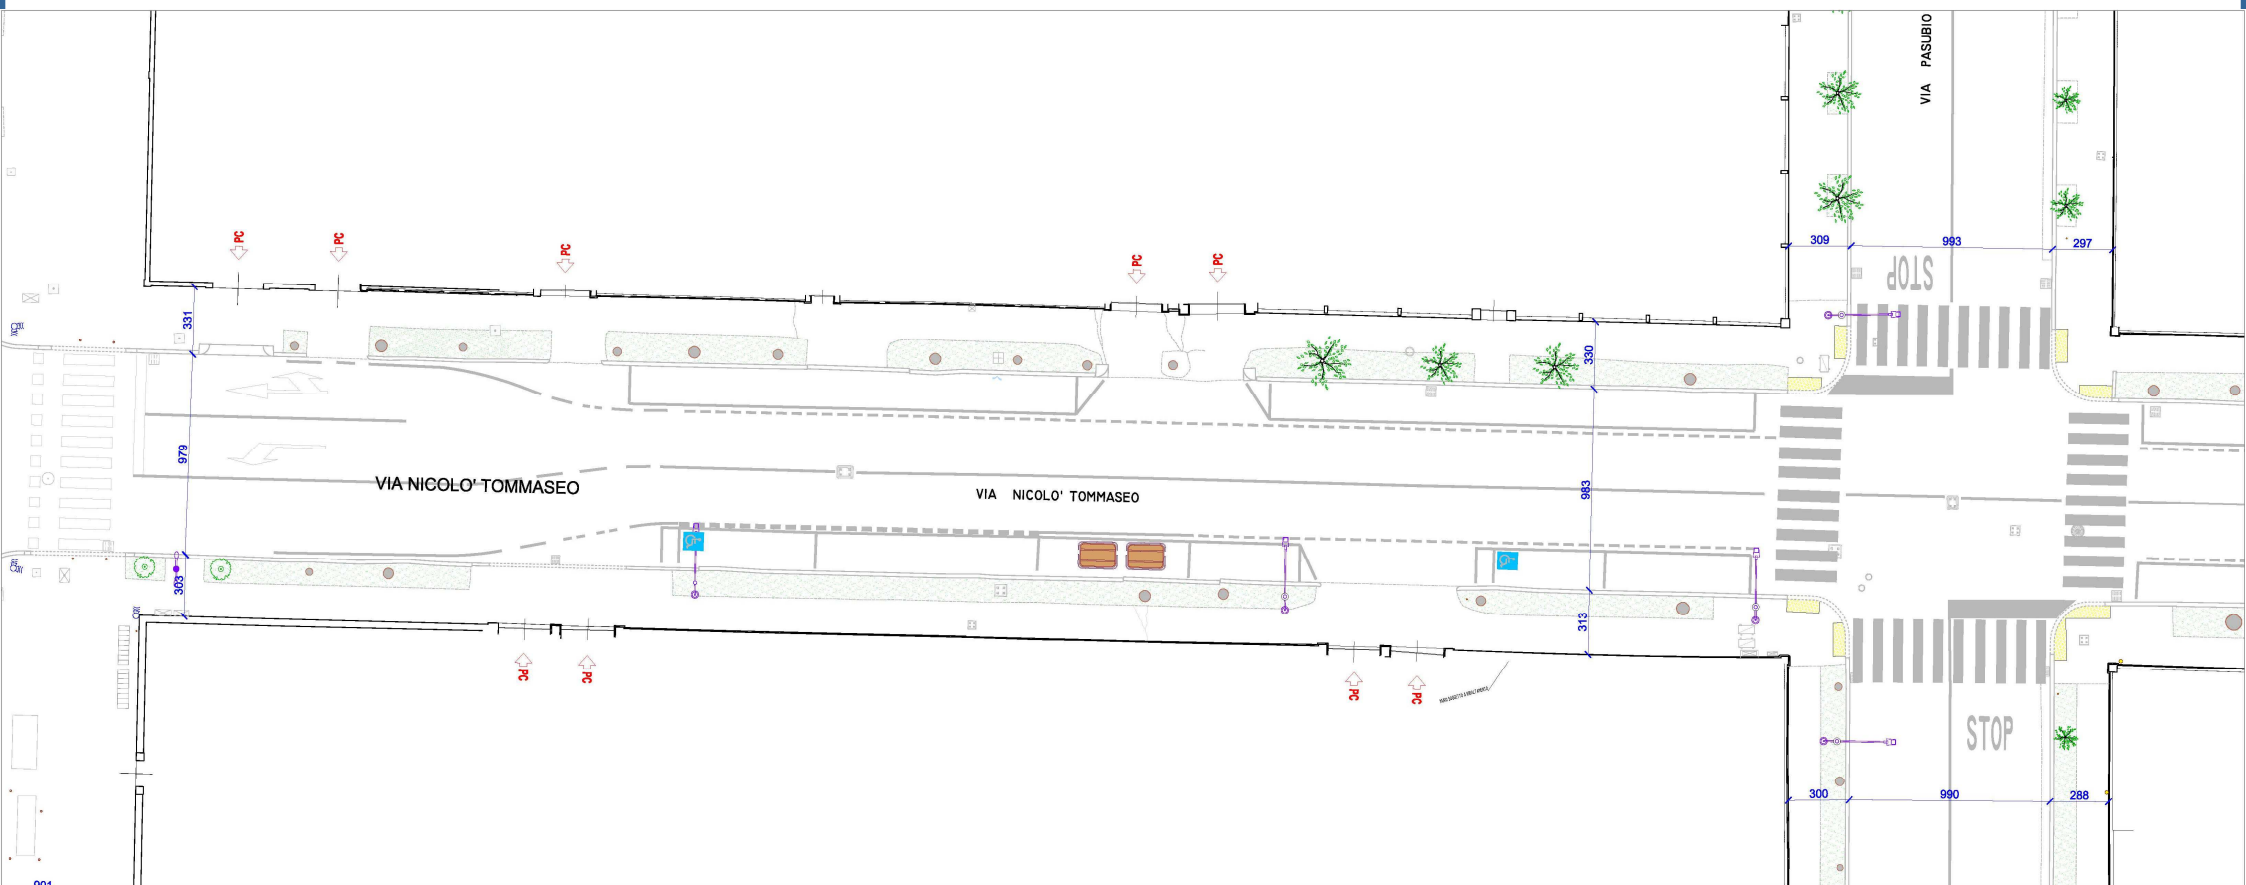 VIA PASUBIO
PC
PC
PC
PC
PC
309
993
297
STOP
331
330
979
VIA NICOLO' TOMMASEO
VIA NICOLO' TOMMASEO
983
303
313
PC
PC
PC
PC
STOP
300
990
288